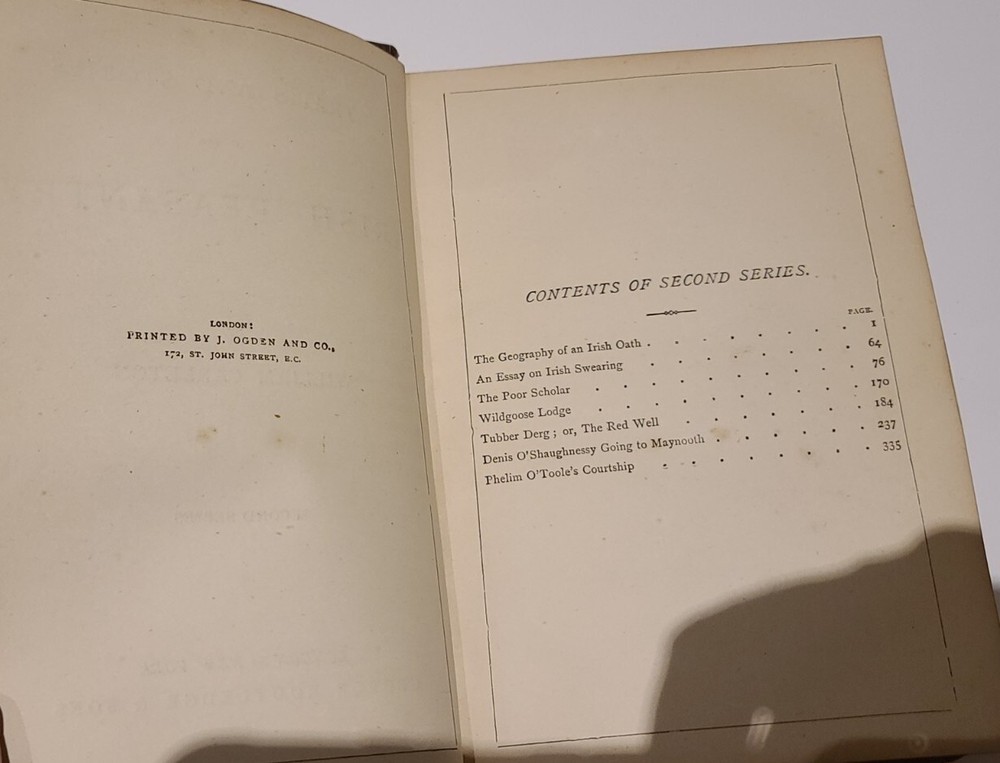 LONDON:
PRINTED BY J. OGDEN AND CO.,
172, ST. JOHN STREET, E.C.
CONTENTS OF SECOND SERIES.
PAGE.
The Geography of an Irish Oath . . . . . . . 1
An Essay on Irish Swearing . . . . . . . . 64
The Poor Scholar . . . . . . . . . . 76
Wildgoose Lodge . . . . . . . . . . 170
Tubber Derg; or, The Red Well . . . . . . . 184
Denis O'Shaughnessy Going to Maynooth . . . . . . 237
Phelim O'Toole's Courtship . . . . . . . . 335